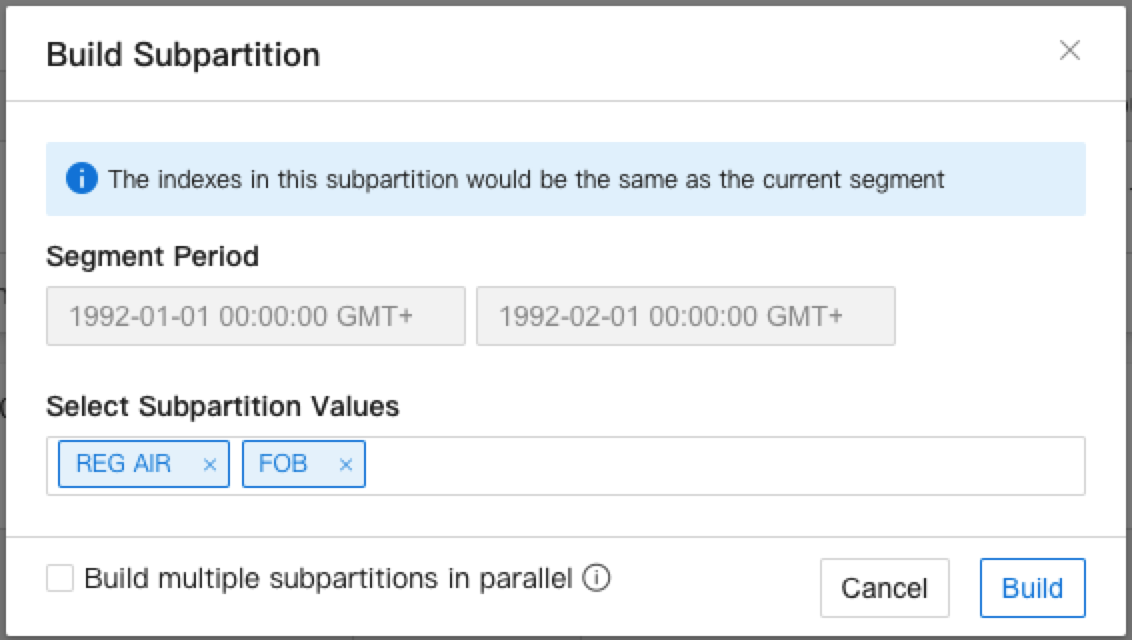 Build Subpartition
The indexes in this subpartition would be the same as the current segment
Segment Period
1992-01-01 00:00:00 GMT+ 1992-02-01 00:00:00 GMT+
Select Subpartition Values
REG AIR × FOB ×
Build multiple subpartitions in parallel
Cancel Build